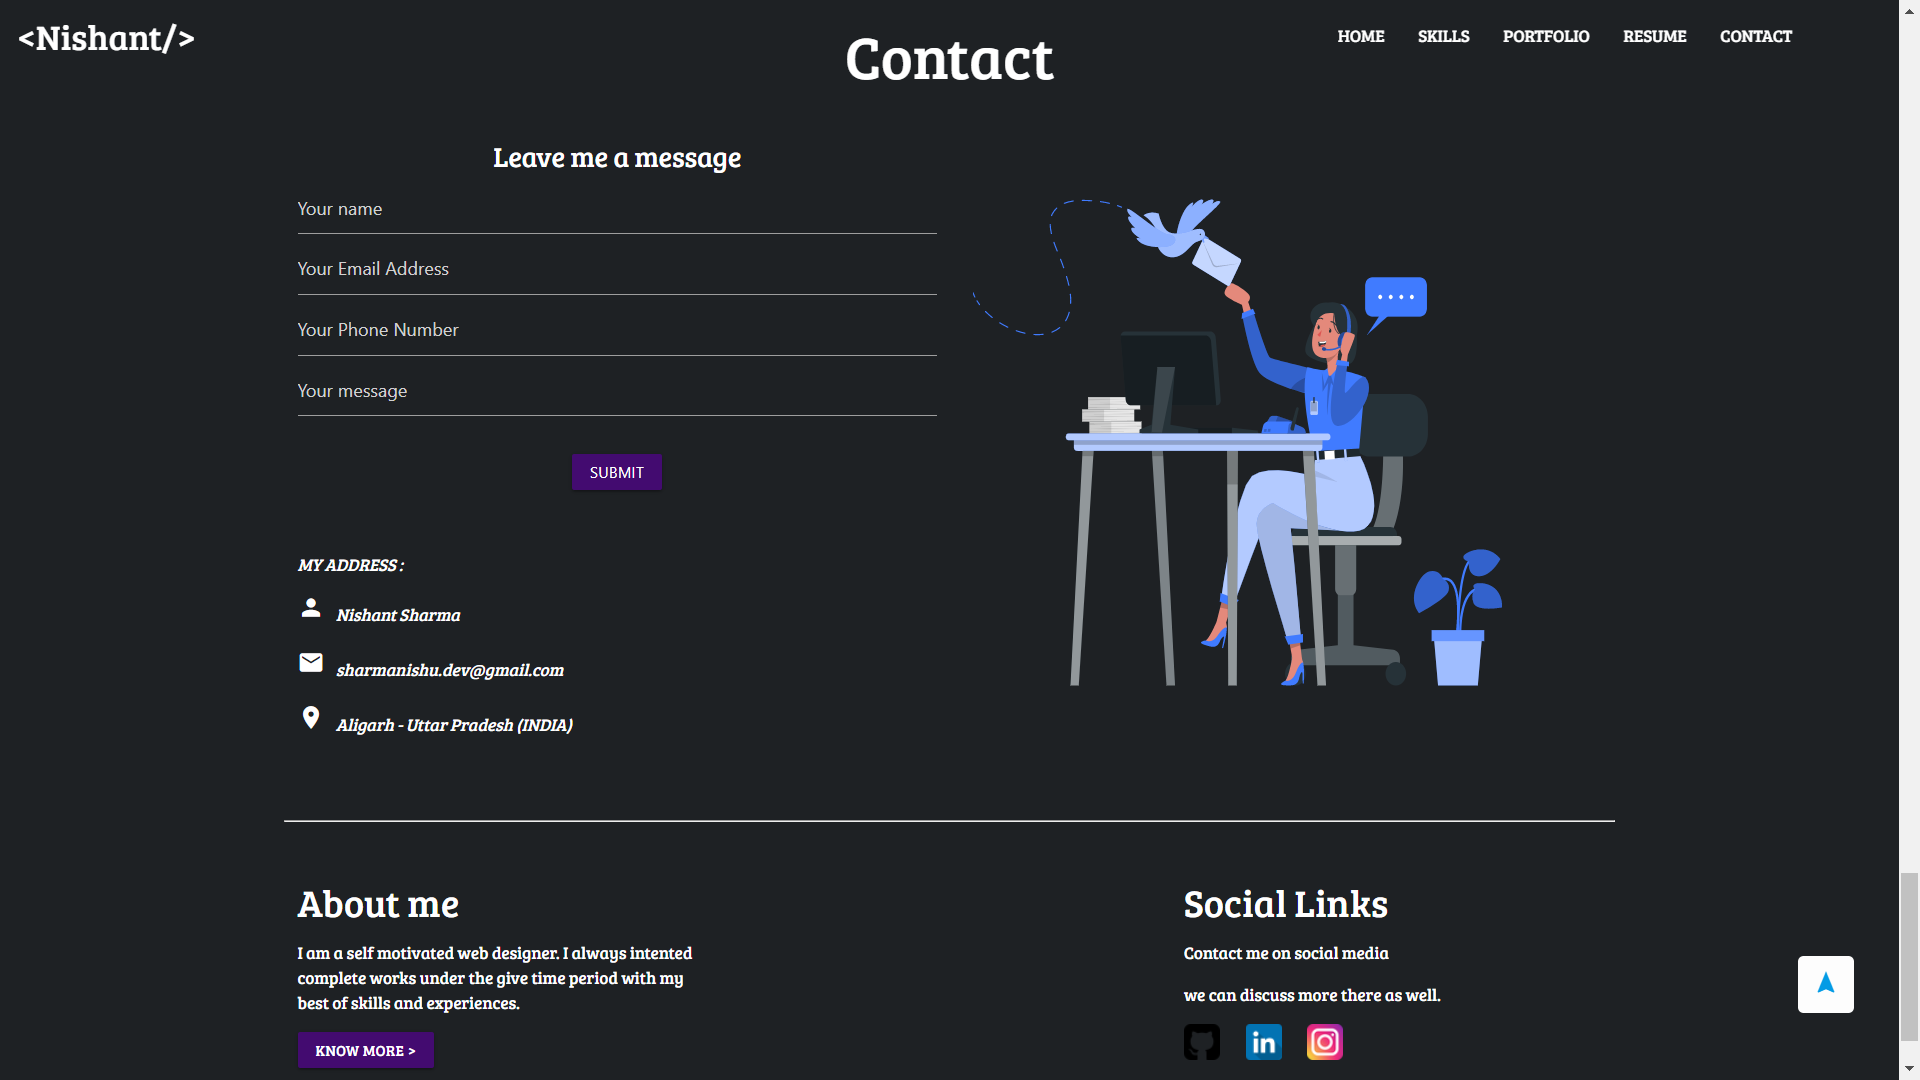 <Nishant/>
HOME SKILLS PORTFOLIO RESUME CONTACT
Contact
Leave me a message
Your name
Your Email Address
Your Phone Number
Your message
SUBMIT
MY ADDRESS :
Nishant Sharma
sharmanishu.dev@gmail.com
Aligarh - Uttar Pradesh (INDIA)
About me
I am a self motivated web designer. I always intented
complete works under the give time period with my
best of skills and experiences.
KNOW MORE >
Social Links
Contact me on social media
we can discuss more there as well.
in